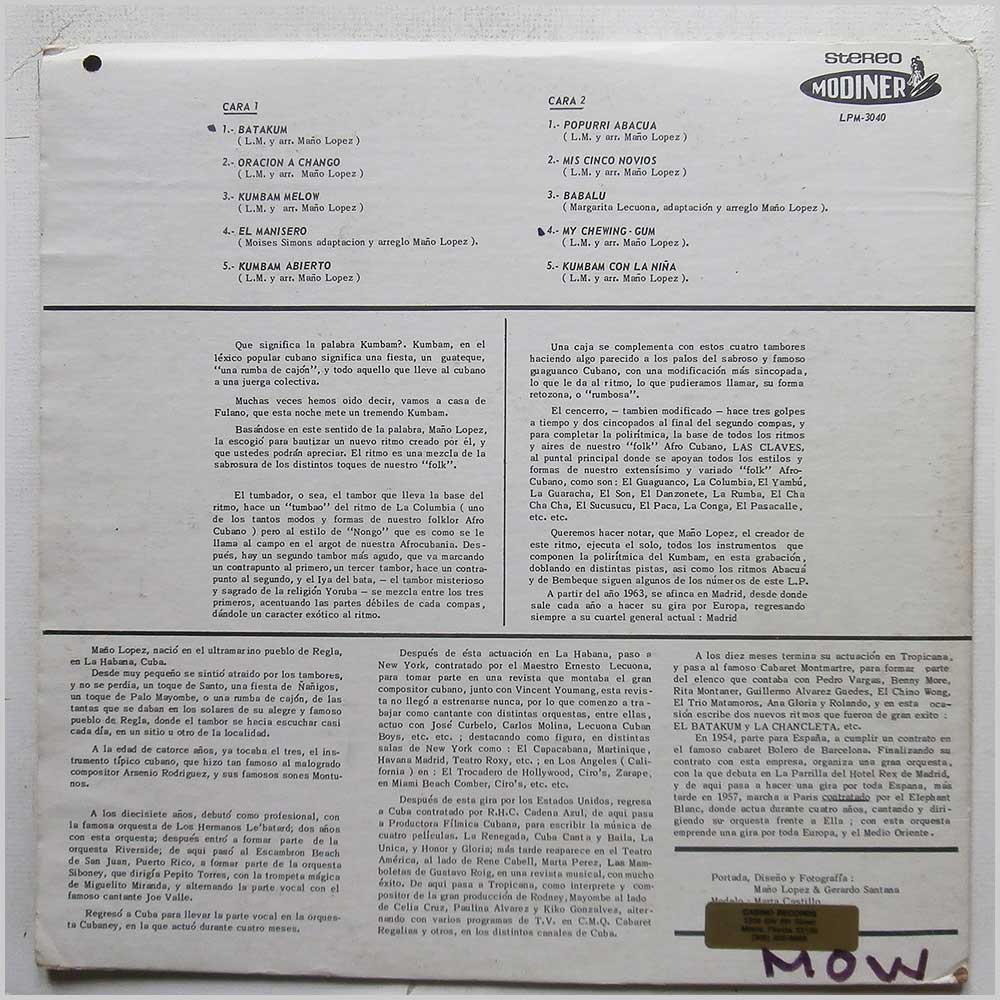 Stereo
MODINER
LPM-3040
CARA 1
1.- BATAKUM
( L.M. y arr. Maño Lopez )
2.- ORACION A CHANGO
( L.M. y arr. Maño Lopez )
3.- KUMBAM MELOW
( L.M. y arr. Maño Lopez )
4.- EL MANISERO
( Moises Simons adaptacion y arreglo Maño Lopez ).
5.- KUMBAM ABIERTO
( L.M. y arr. Maño Lopez )
CARA 2
1.- POPURRI ABACUA
( L.M. y arr. Maño Lopez )
2.- MIS CINCO NOVIOS
( L.M. y arr. Maño Lopez )
3.- BABALU
( Margarita Lecuona, adaptación y arreglo Maño Lopez ).
4.- MY CHEWING - GUM
( L.M. y arr. Maño Lopez ).
5.- KUMBAM CON LA NIÑA
( L.M. y arr. Maño Lopez ).
Que significa la palabra Kumbam?. Kumbam, en el
léxico popular cubano significa una fiesta, un guateque,
"una rumba de cajón", y todo aquello que lleve al cubano
a una juerga colectiva.
Muchas veces hemos oido decir, vamos a casa de
Fulano, que esta noche mete un tremendo Kumbam.
Basándose en este sentido de la palabra, Maño Lopez,
la escogió para bautizar un nuevo ritmo creado por él, y
que ustedes podrán apreciar. El ritmo es una mezcla de la
sabrosura de los distintos toques de nuestro "folk".
El tumbador, o sea, el tambor que lleva la base del
ritmo, hace un "tumbao" del ritmo de La Columbia ( uno
de los tantos modos y formas de nuestro folklor Afro
Cubano ) pero al estilo de "Nongo" que es como se le
llama al campo en el argot de nuestra Afrocubania. Des-
pués, hay un segundo tambor más agudo, que va marcando
un contrapunto al primero, un tercer tambor, hace un contra-
punto al segundo, y el Iya del bata, – el tambor misterioso
y sagrado de la religión Yoruba – se mezcla entre los tres
primeros, acentuando las partes débiles de cada compas,
dándole un caracter exótico al ritmo.
Una caja se complementa con estos cuatro tambores
haciendo algo parecido a los palos del sabroso y famoso
guaguanco Cubano, con una modificación más sincopada,
lo que le da al ritmo, lo que pudieramos llamar, su forma
retozona, o "rumbosa".
El cencerro, – tambien modificado – hace tres golpes
a tiempo y dos cincopados al final del segundo compas, y
para completar la polirítmica, la base de todos los ritmos
y aires de nuestro "folk" Afro Cubano, LAS CLAVES,
al puntal principal donde se apoyan todos los estilos y
formas de nuestro extensísimo y variado "folk" Afro-
Cubano, como son : El Guaguanco, La Columbia, El Yambú,
La Guaracha, El Son, El Danzonete, La Rumba, El Cha
Cha Cha, El Sucusucu, El Paca, La Conga, El Pasacalle,
etc. etc.
Queremos hacer notar, que Maño Lopez, el creador de
este ritmo, ejecuta el solo, todos los instrumentos que
componen la polirítmica del Kumbam, en esta grabación,
doblando en distintas pistas, asi como los ritmos Abacuá
y de Bembeque siguen algunos de los números de este L.P.
A partir del año 1963, se afinca en Madrid, desde donde
sale cada año a hacer su gira por Europa, regresando
siempre a su cuartel general actual : Madrid
Maño Lopez, nació en el ultramarino pueblo de Regla,
en La Habana, Cuba.
Desde muy pequeño se sintió atraido por los tambores,
y no se perdía, un toque de Santo, una fiesta de Ñañigos,
un toque de Palo Mayombe, o una rumba de cajón, de las
tantas que se daban en los solares de su alegre y famoso
pueblo de Regla, donde el tambor se hacia escuchar casi
cada día, en un sitio u otro de la localidad.
A la edad de catorce años, ya tocaba el tres, el ins-
trumento típico cubano, que hizo tan famoso al malogrado
compositor Arsenio Rodriguez, y sus famosos sones Montu-
nos.
A los diecisiete años, debutó como profesional, con
la famosa orquesta de Los Hermanos Le'batard; dos años
con esta orquesta; después entró a formar parte de la
orquesta Riverside; de aqui pasó al Escambron Beach
de San Juan, Puerto Rico, a formar parte de la orquesta
Siboney, que dirigía Pepito Torres, con la trompeta mágica
de Miguelito Miranda, y alternando la parte vocal con el
famoso cantante Joe Valle.
Regresó a Cuba para llevar la parte vocal en la orques-
ta Cubaney, en la que actuó durante cuatro meses.
Después de ésta actuación en La Habana, paso a
New York, contratado por el Maestro Ernesto Lecuona,
para tomar parte en una revista que montaba el gran
compositor cubano, junto con Vincent Youmang, esta revis-
ta no llegó a estrenarse nunca, por lo que comenzo a tra-
bajar como cantante con distintas orquestas, entre ellas,
actuo con José Curbelo, Carlos Molina, Lecuona Cuban
Boys, etc. etc. ; destacando como figura, en distintas
salas de New York como : El Capacabana, Martinique,
Havana Madrid, Teatro Roxy, etc. ; en Los Angeles ( Cali-
fornia ) en : El Trocadero de Hollywood, Ciro's, Zarape,
en Miami Beach Comber, Ciro's, etc. etc.
Después de esta gira por los Estados Unidos, regresa
a Cuba contratado por R.H.C. Cadena Azul, de aqui pasa
a Productora Fílmica Cubana, para escribir la música de
cuatro películas. La Renegada, Cuba Canta y Baila, La
Unica, y Honor y Gloria; más tarde reaparece en el Teatro
América, al lado de Rene Cabell, Marta Perez, Las Mam-
boletas de Gustavo Roig, en una revista musical, con mucho
éxito. De aqui pasa a Tropicana, como interprete y com-
positor de la gran producción de Rodney, Mayombe al lado
de Celia Cruz, Paulina Alvarez y Kiko Gonzalvez, alter-
nando con varios programas de T.V. en C.M.Q. Cabaret
Regalias y otros, en los distintos canales de Cuba.
A los diez meses termina su actuación en Tropicana,
y pasa al famoso Cabaret Montmartre, para formar parte
del elenco que contaba con Pedro Vargas, Benny More,
Rita Montaner, Guillermo Alvarez Guedes, El Chino Wong,
El Trio Matamoros, Ana Gloria y Rolando, y en esta oca-
sión escribe dos nuevos ritmos que fueron de gran exito :
EL BATAKUM y LA CHANCLETA. etc.
En 1954, parte para España, a cumplir un contrato en
el famoso cabaret Bolero de Barcelona. Finalizando su
contrato con esta empresa, organiza una gran orquesta,
con la que debuta en La Parrilla del Hotel Rex de Madrid,
y de aqui pasa a hacer una gira por toda Espana, más
tarde en 1957, marcha a Paris contratado por el Elephant
Blanc, donde actua durante cuatro años, cantando y diri-
giendo su orquesta frente a Ella ; con esta orquesta
emprende una gira por toda Europa, y el Medio Oriente.
Portada, Diseño y Fotografía :
Maño Lopez & Gerardo Santana
Modelo : Marta Castillo
CASINO RECORDS
Miami, Florida
MOW